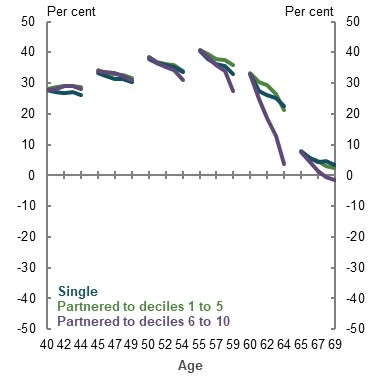 Per cent Per cent
50 50
40 40
30 30
20 20
10 10
0 0
-10 -10
-20 -20
-30 -30
Single
-40 Partnered to deciles 1 to 5 -40
Partnered to deciles 6 to 10
-50 -50
40 42 44 45 47 49 50 52 54 55 57 59 60 62 64 65 67 69
Age